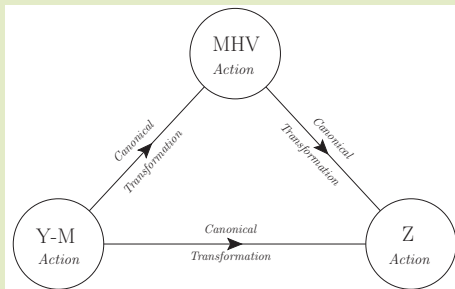 MHV
Action
Canonical
Transformation
Canonical
Transformation
Y-M
Action
Canonical
Transformation
Z
Action